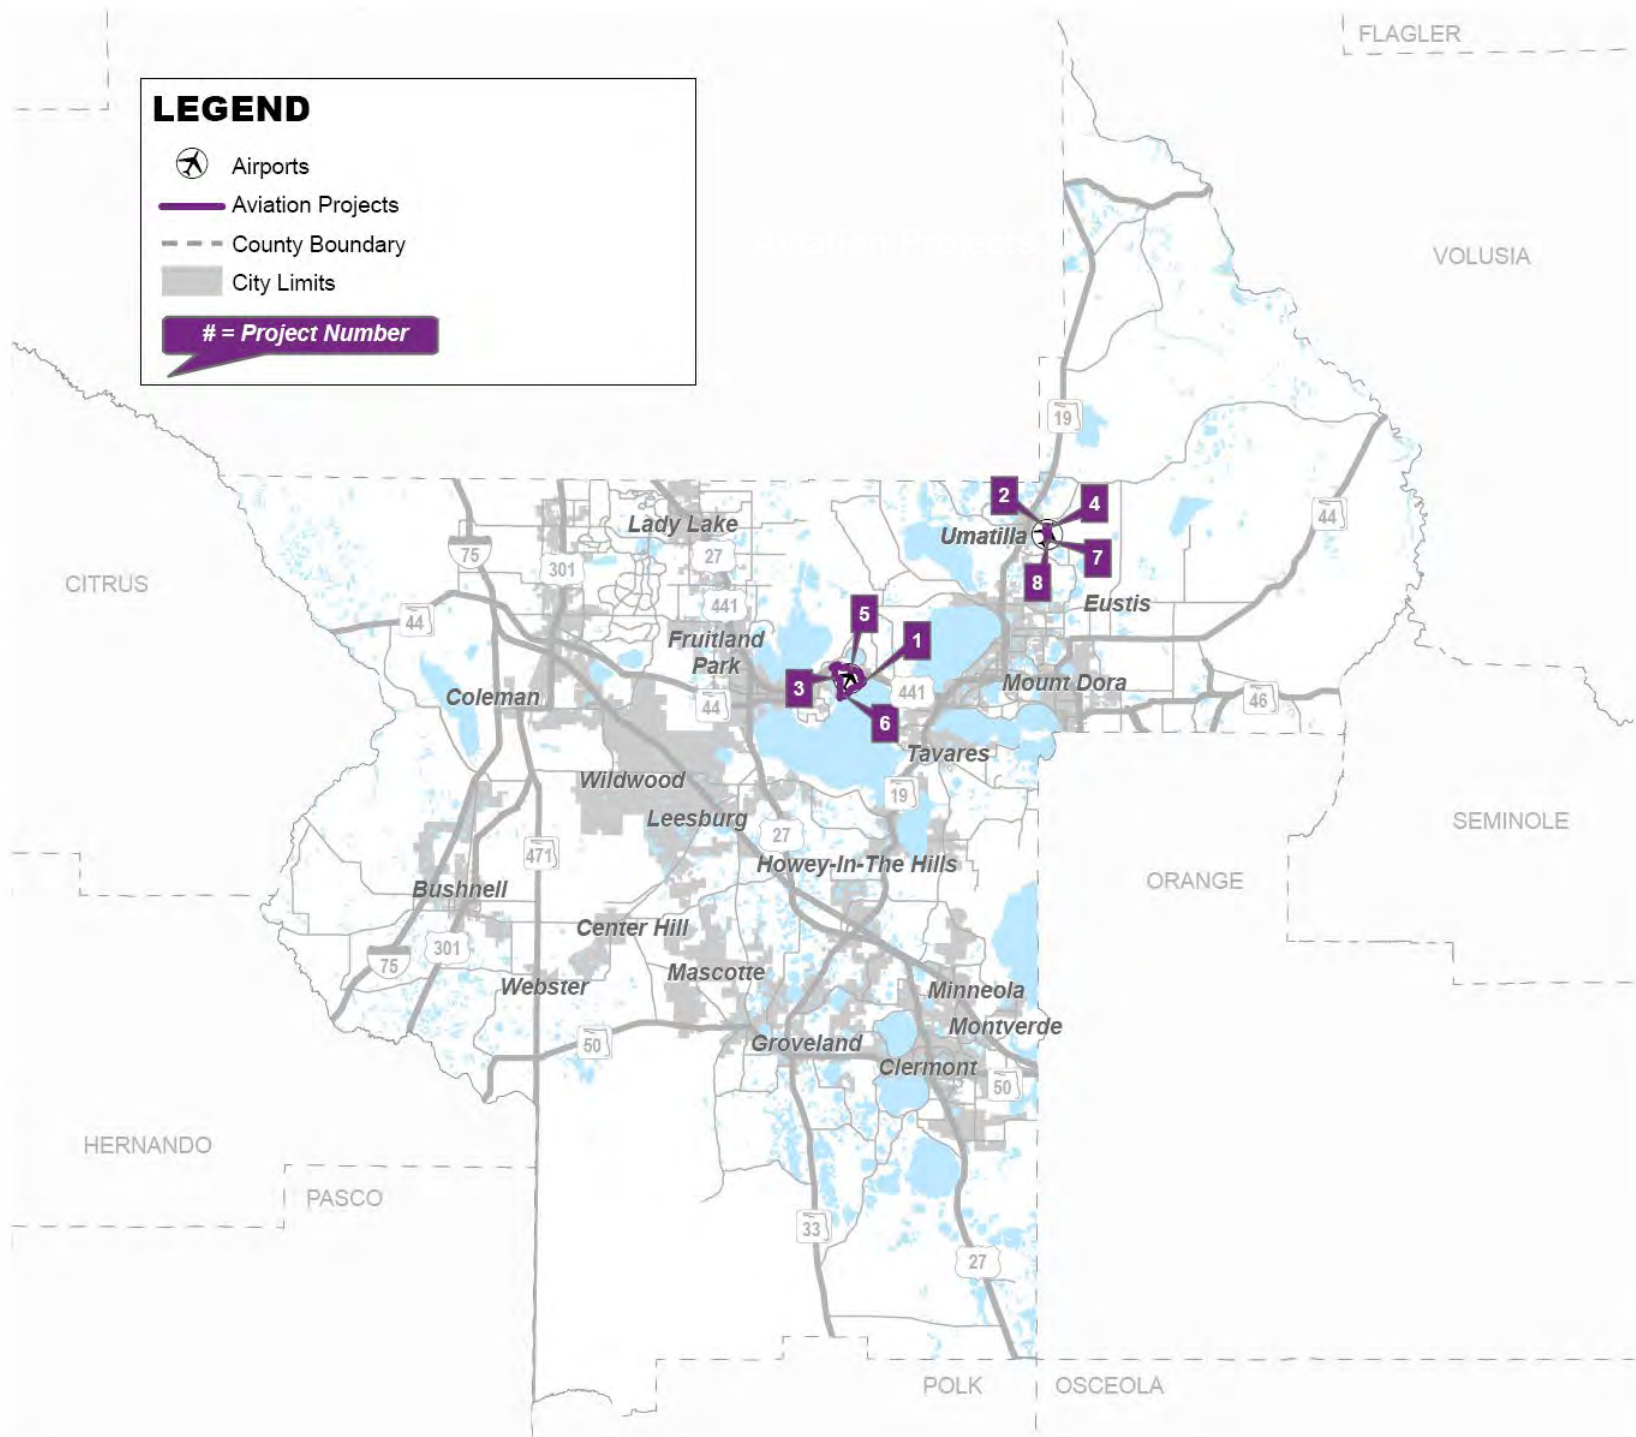 FLAGLER
LEGEND
Airports
Aviation Projects
County Boundary
City Limits
# = Project Number
Aviation Projects
VOLUSIA
19
2
4
44
Lady Lake
Umatilla
75
27
301
7
CITRUS
8
441
Eustis
44
5
Fruitland
Park
1
3
Mount Dora
441
Coleman
44
46
6
Tavares
Wildwood
19
Leesburg
SEMINOLE
27
471
Howey-In-The Hills
ORANGE
Bushnell
Center Hill
301
75
Mascotte
Webster
Minneola
Montverde
50
Groveland
Clermont
50
HERNANDO
PASCO
33
27
POLK
OSCEOLA